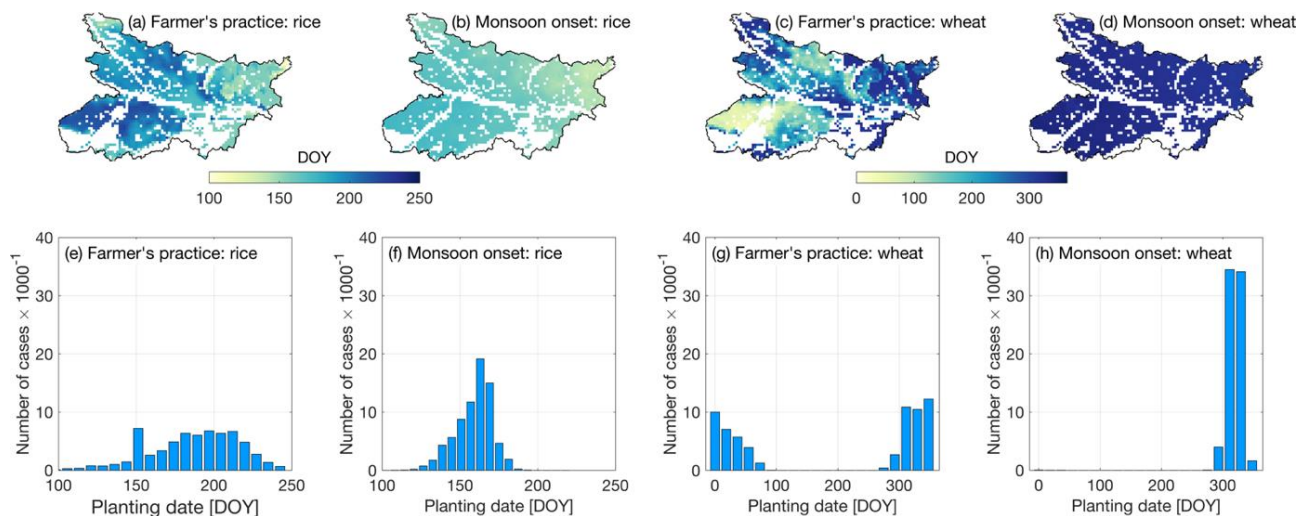 (a) Farmer's practice: rice
(b) Monsoon onset: rice
(c) Farmer's practice: wheat
(d) Monsoon onset: wheat
DOY
100 150 200 250
DOY
0 100 200 300
(e) Farmer's practice: rice
Number of cases × 1000⁻¹
40
30
20
10
0
100 150 200 250
Planting date [DOY]
(f) Monsoon onset: rice
Number of cases × 1000⁻¹
40
30
20
10
0
100 150 200 250
Planting date [DOY]
(g) Farmer's practice: wheat
Number of cases × 1000⁻¹
40
30
20
10
0
0 100 200 300
Planting date [DOY]
(h) Monsoon onset: wheat
Number of cases × 1000⁻¹
40
30
20
10
0
0 100 200 300
Planting date [DOY]